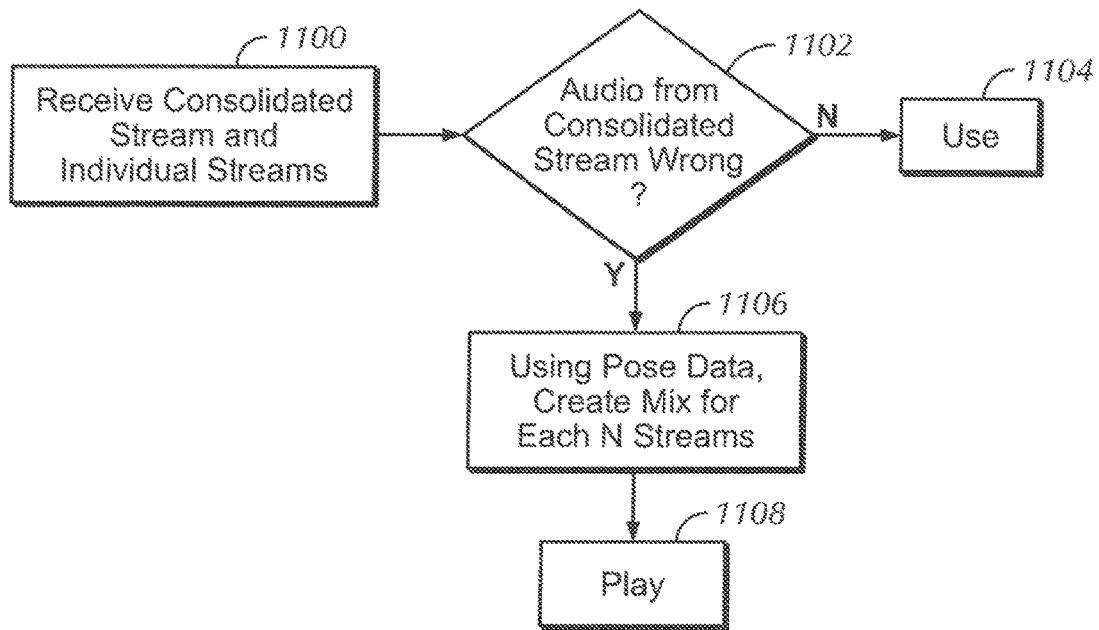 1100
Receive Consolidated
Stream and
Individual Streams
1102
Audio from
Consolidated
Stream Wrong
?
N
1104
Use
Y
1106
Using Pose Data,
Create Mix for
Each N Streams
1108
Play